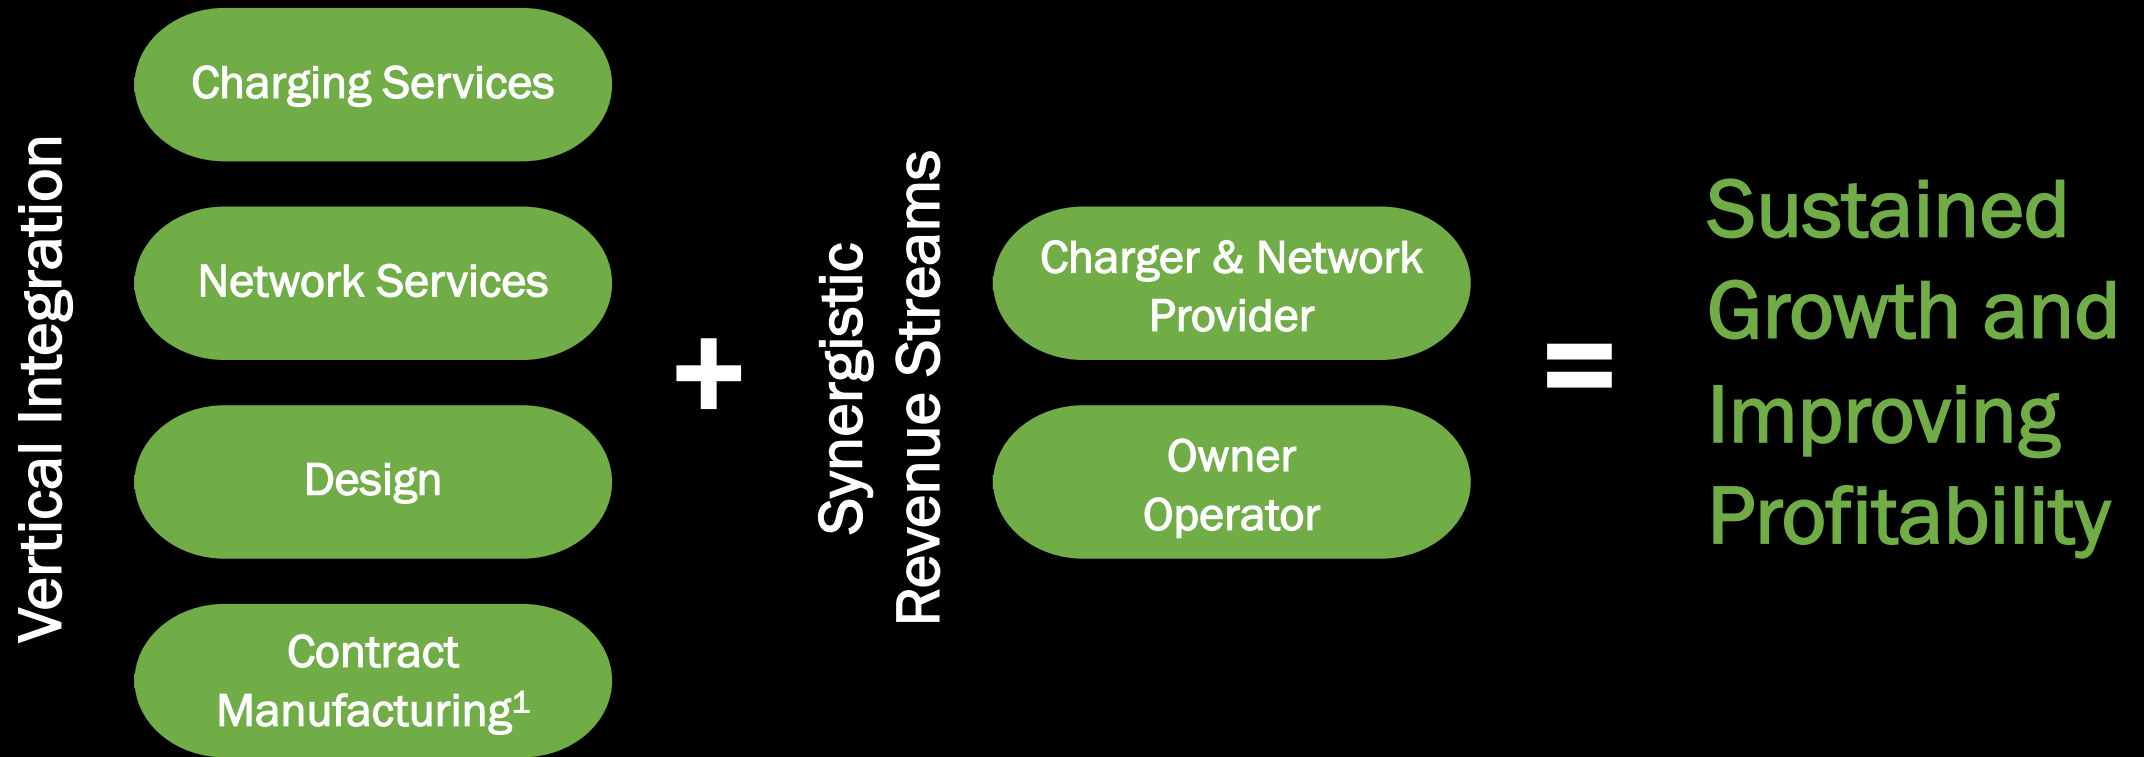 Vertical Integration
Charging Services
Network Services
Design
Contract
Manufacturing¹
+
Synergistic
Revenue Streams
Charger & Network
Provider
Owner
Operator
=
Sustained
Growth and
Improving
Profitability